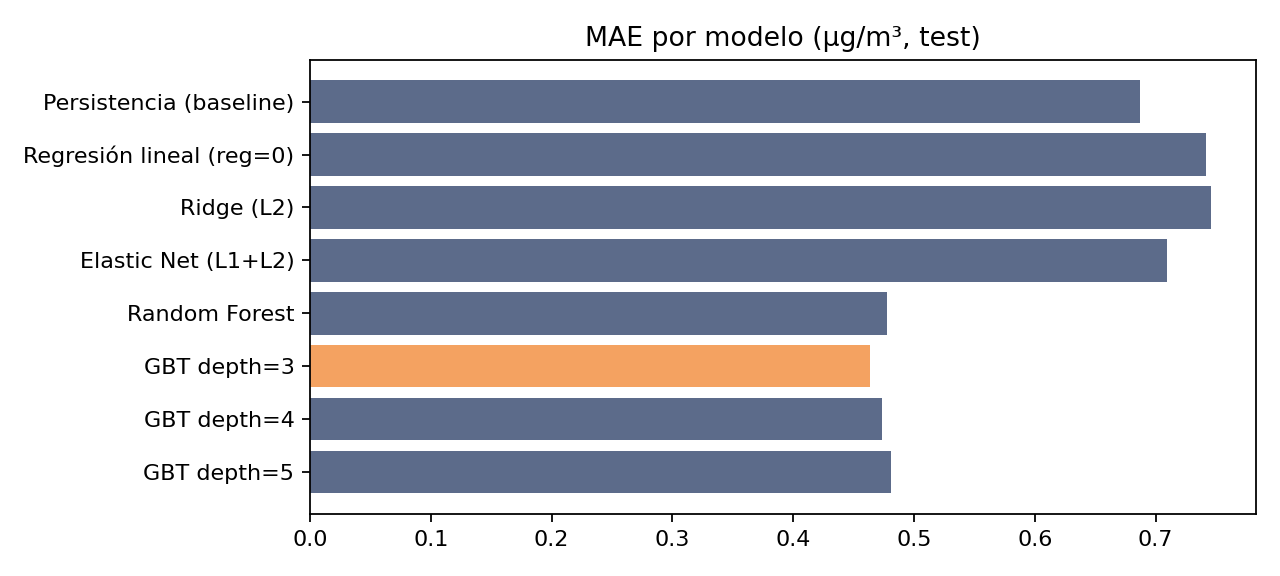 MAE por modelo (µg/m³, test)
Persistencia (baseline)
Regresión lineal (reg=0)
Ridge (L2)
Elastic Net (L1+L2)
Random Forest
GBT depth=3
GBT depth=4
GBT depth=5
0.0 0.1 0.2 0.3 0.4 0.5 0.6 0.7